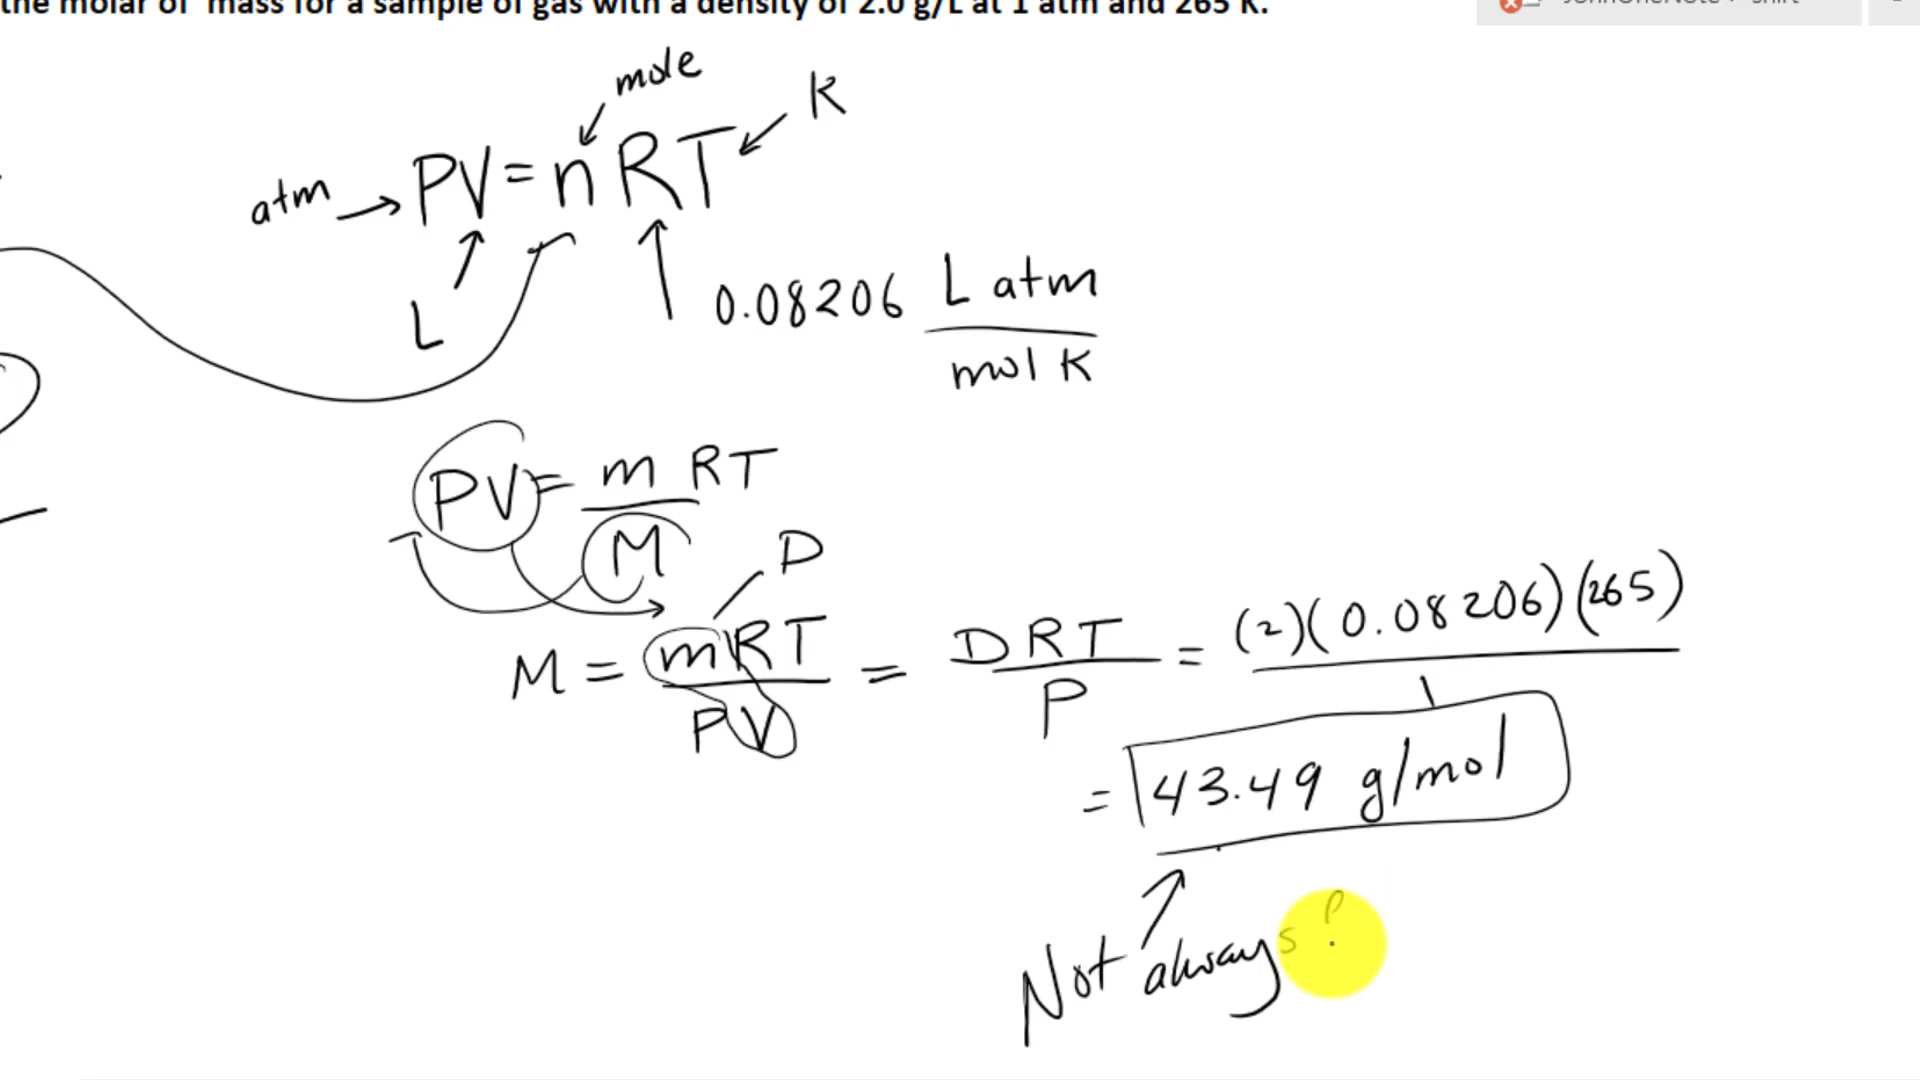 the molar of mass for a sample of gas with a density of 2.0 g/L at 1 atm and 265 K.
JohnOneNote
mole
K
atm → PV = nRT
L
0.08206 L atm / mol K
PV = m RT / M
D
M = mRT / PV = DRT / P = (2)(0.08206)(265) / 1
= 43.49 g/mol
Not always ?